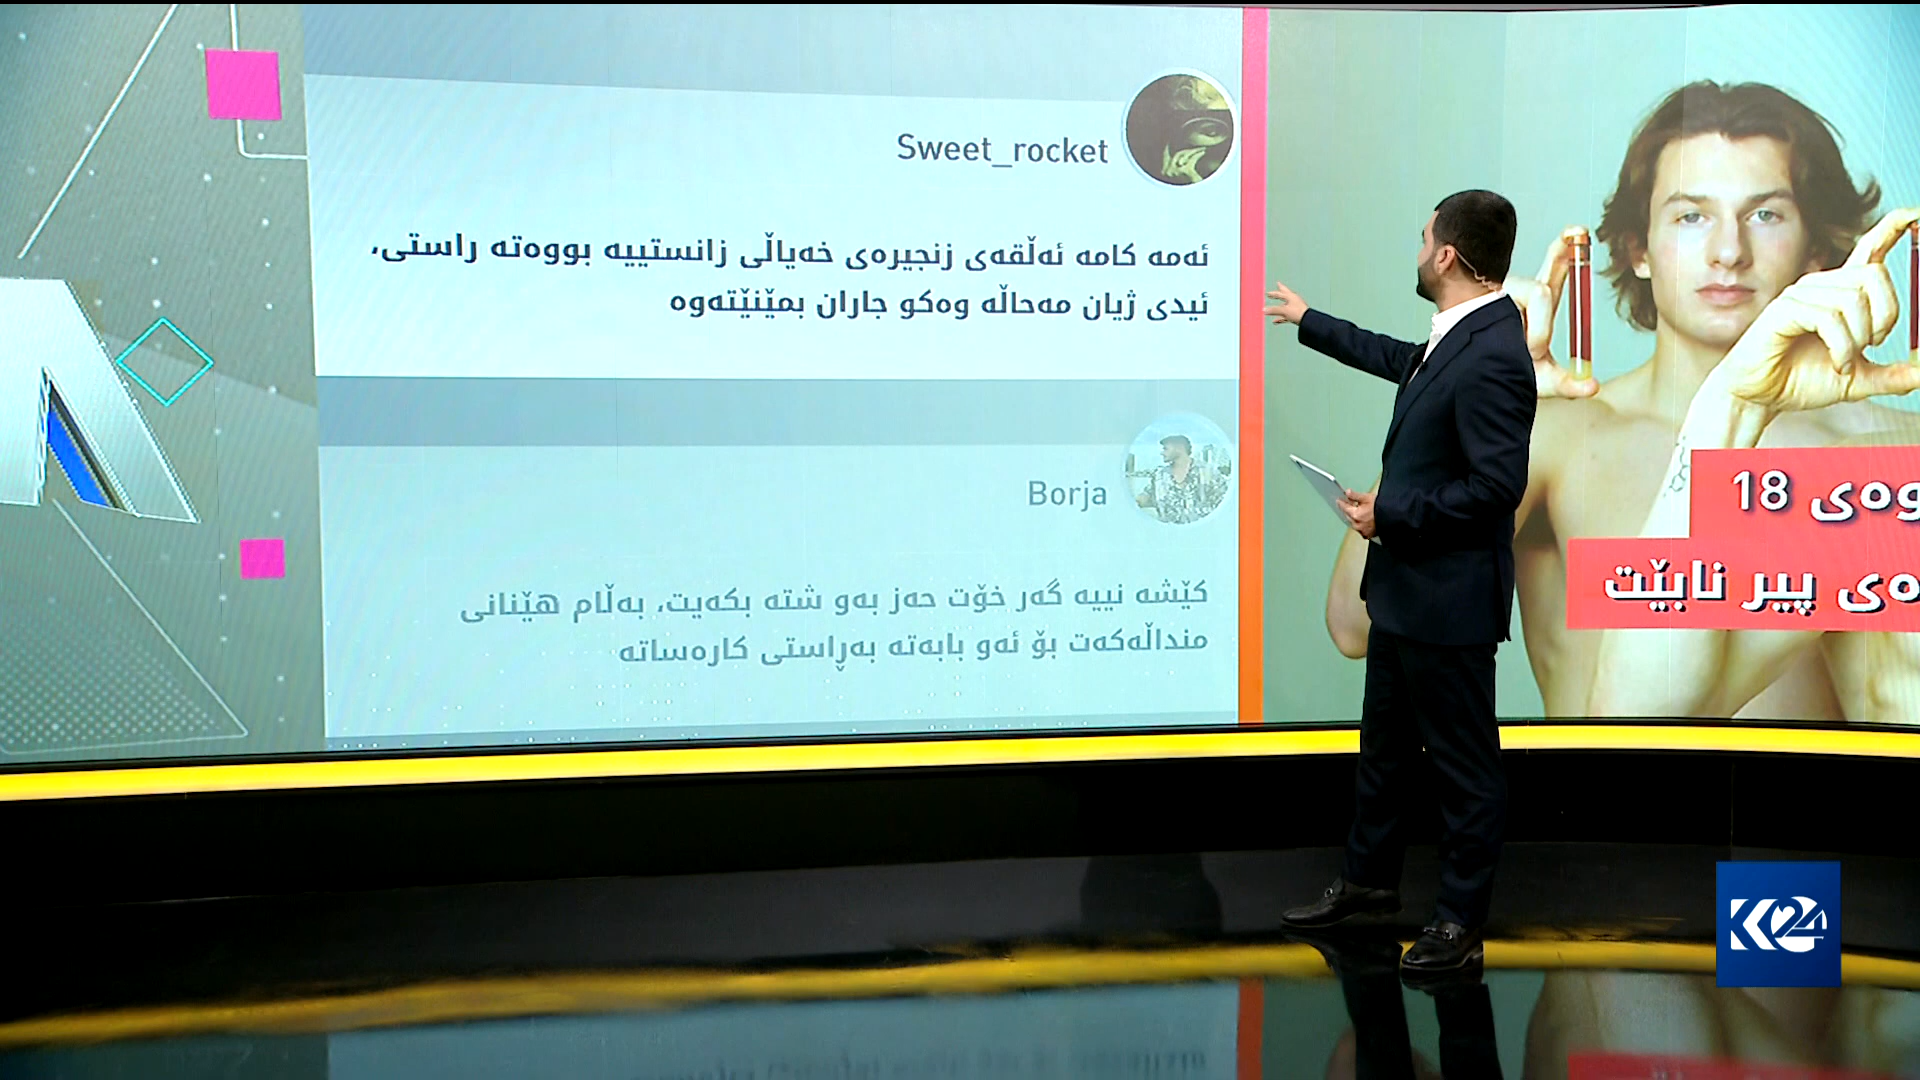 Sweet_rocket
ئەمە کامە ئەڵقەی زنجیرەی خەیاڵی زانستییە بووەتە راستی،
ئیدی ژیان مەحاڵە وەکو جاران بمێنێتەوە
Borja
کێشە نییە گەر خۆت حەز بەو شتە بکەیت، بەڵام هێنانی
منداڵەکەت بۆ ئەو بابەتە بەڕاستی کارەساتە
18
پیر نابێت
K24